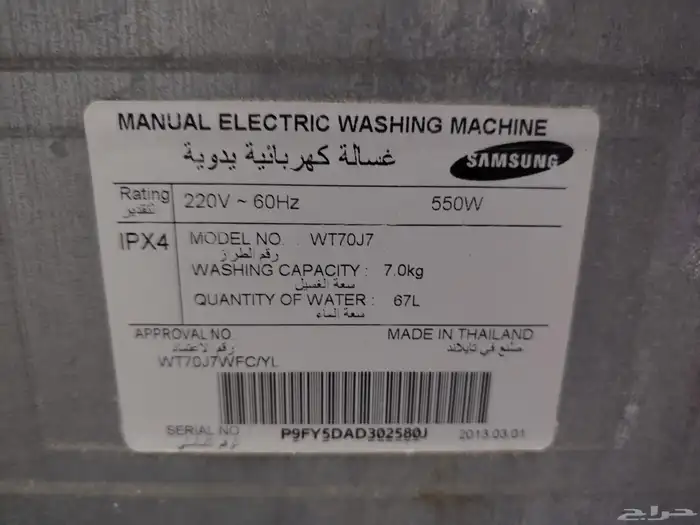 MANUAL ELECTRIC WASHING MACHINE
غسالة كهربائية يدوية
SAMSUNG
Rating 220V ~ 60Hz 550W
التقدير
IPX4 MODEL NO. WT70J7
رقم الطرز
WASHING CAPACITY : 7.0kg
سعة الغسيل
QUANTITY OF WATER : 67L
سعة الماء
APPROVAL NO MADE IN THAILAND
رقم لاعتماد صنع في تايلاند
WT70J7WFC/YL
SERIAL NO P9FY5DAD302580J 2013.03.01
حراج